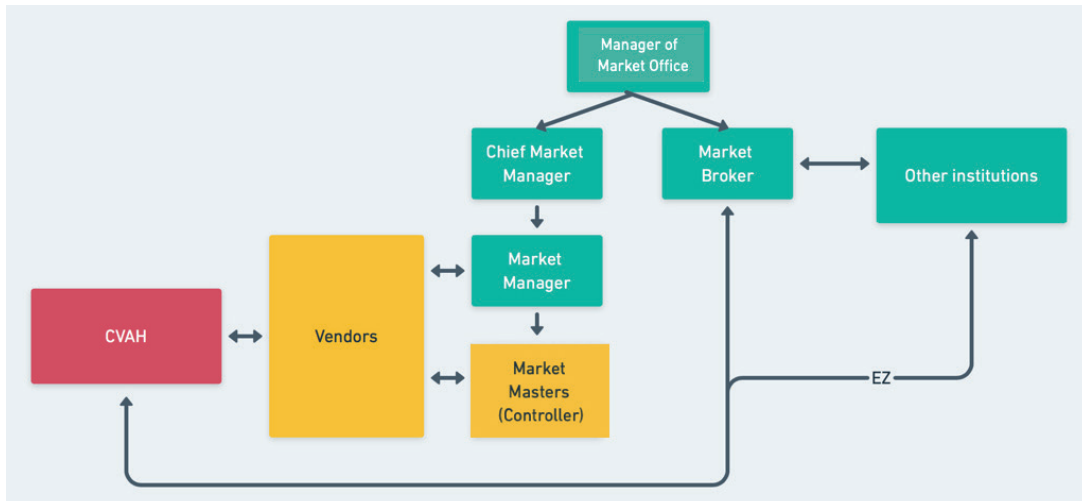 Manager of
Market Office
Chief Market
Manager
Market
Broker
Other institutions
Market
Manager
CVAH
Vendors
Market
Masters
(Controller)
EZ